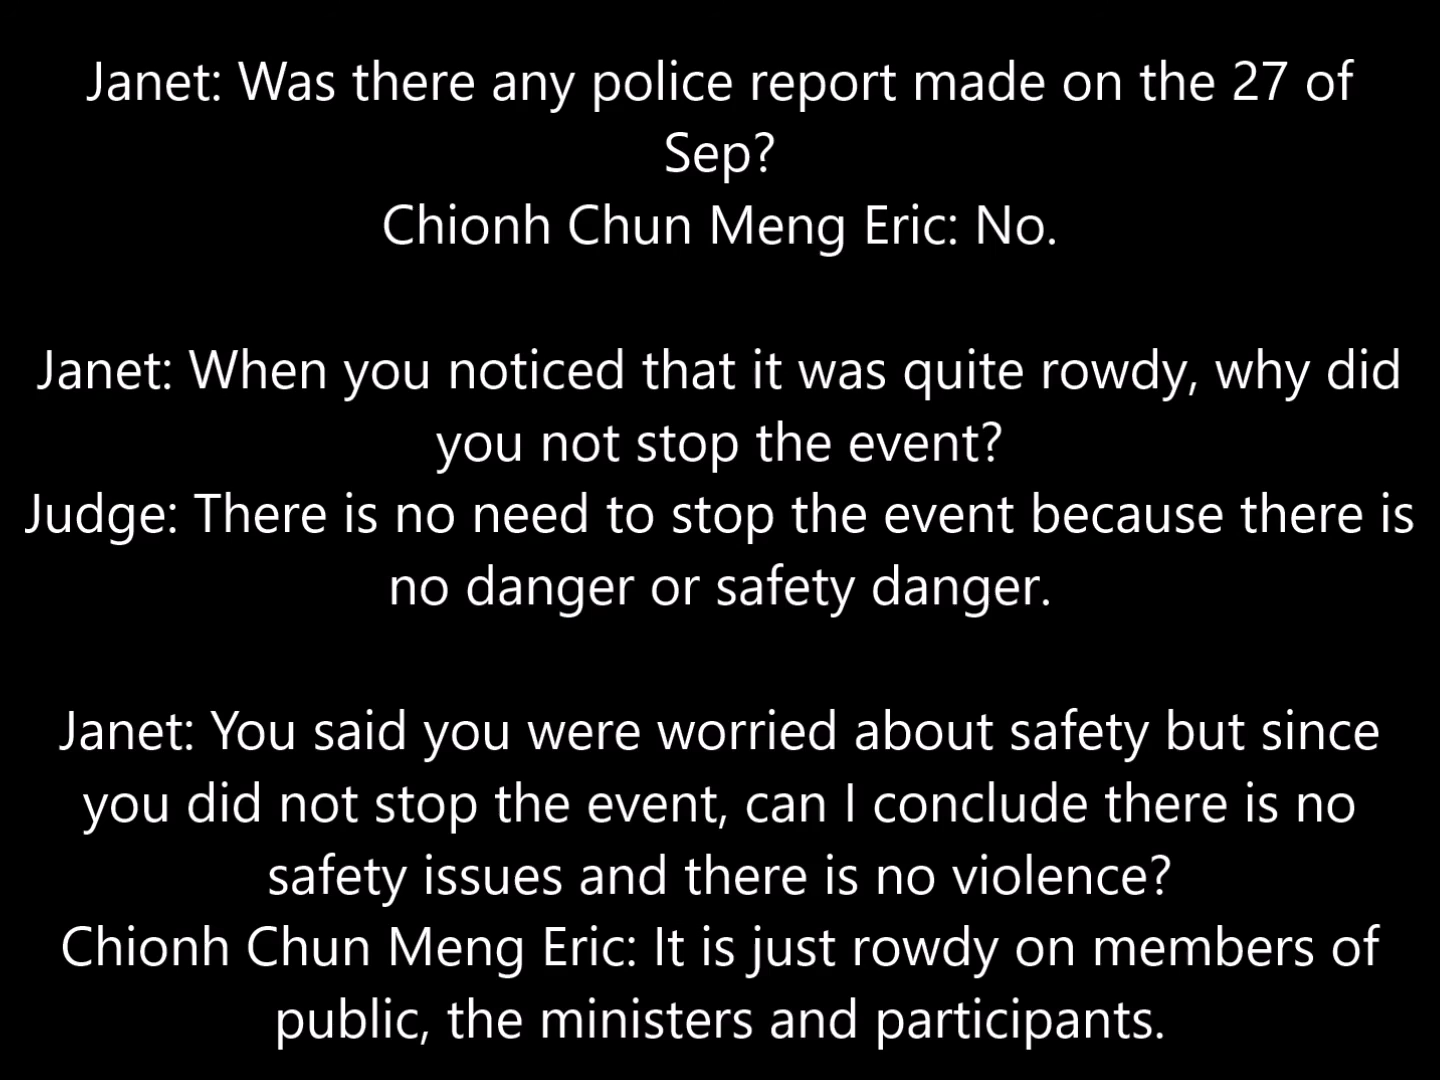 Janet: Was there any police report made on the 27 of
Sep?
Chionh Chun Meng Eric: No.
Janet: When you noticed that it was quite rowdy, why did
you not stop the event?
Judge: There is no need to stop the event because there is
no danger or safety danger.
Janet: You said you were worried about safety but since
you did not stop the event, can I conclude there is no
safety issues and there is no violence?
Chionh Chun Meng Eric: It is just rowdy on members of
public, the ministers and participants.